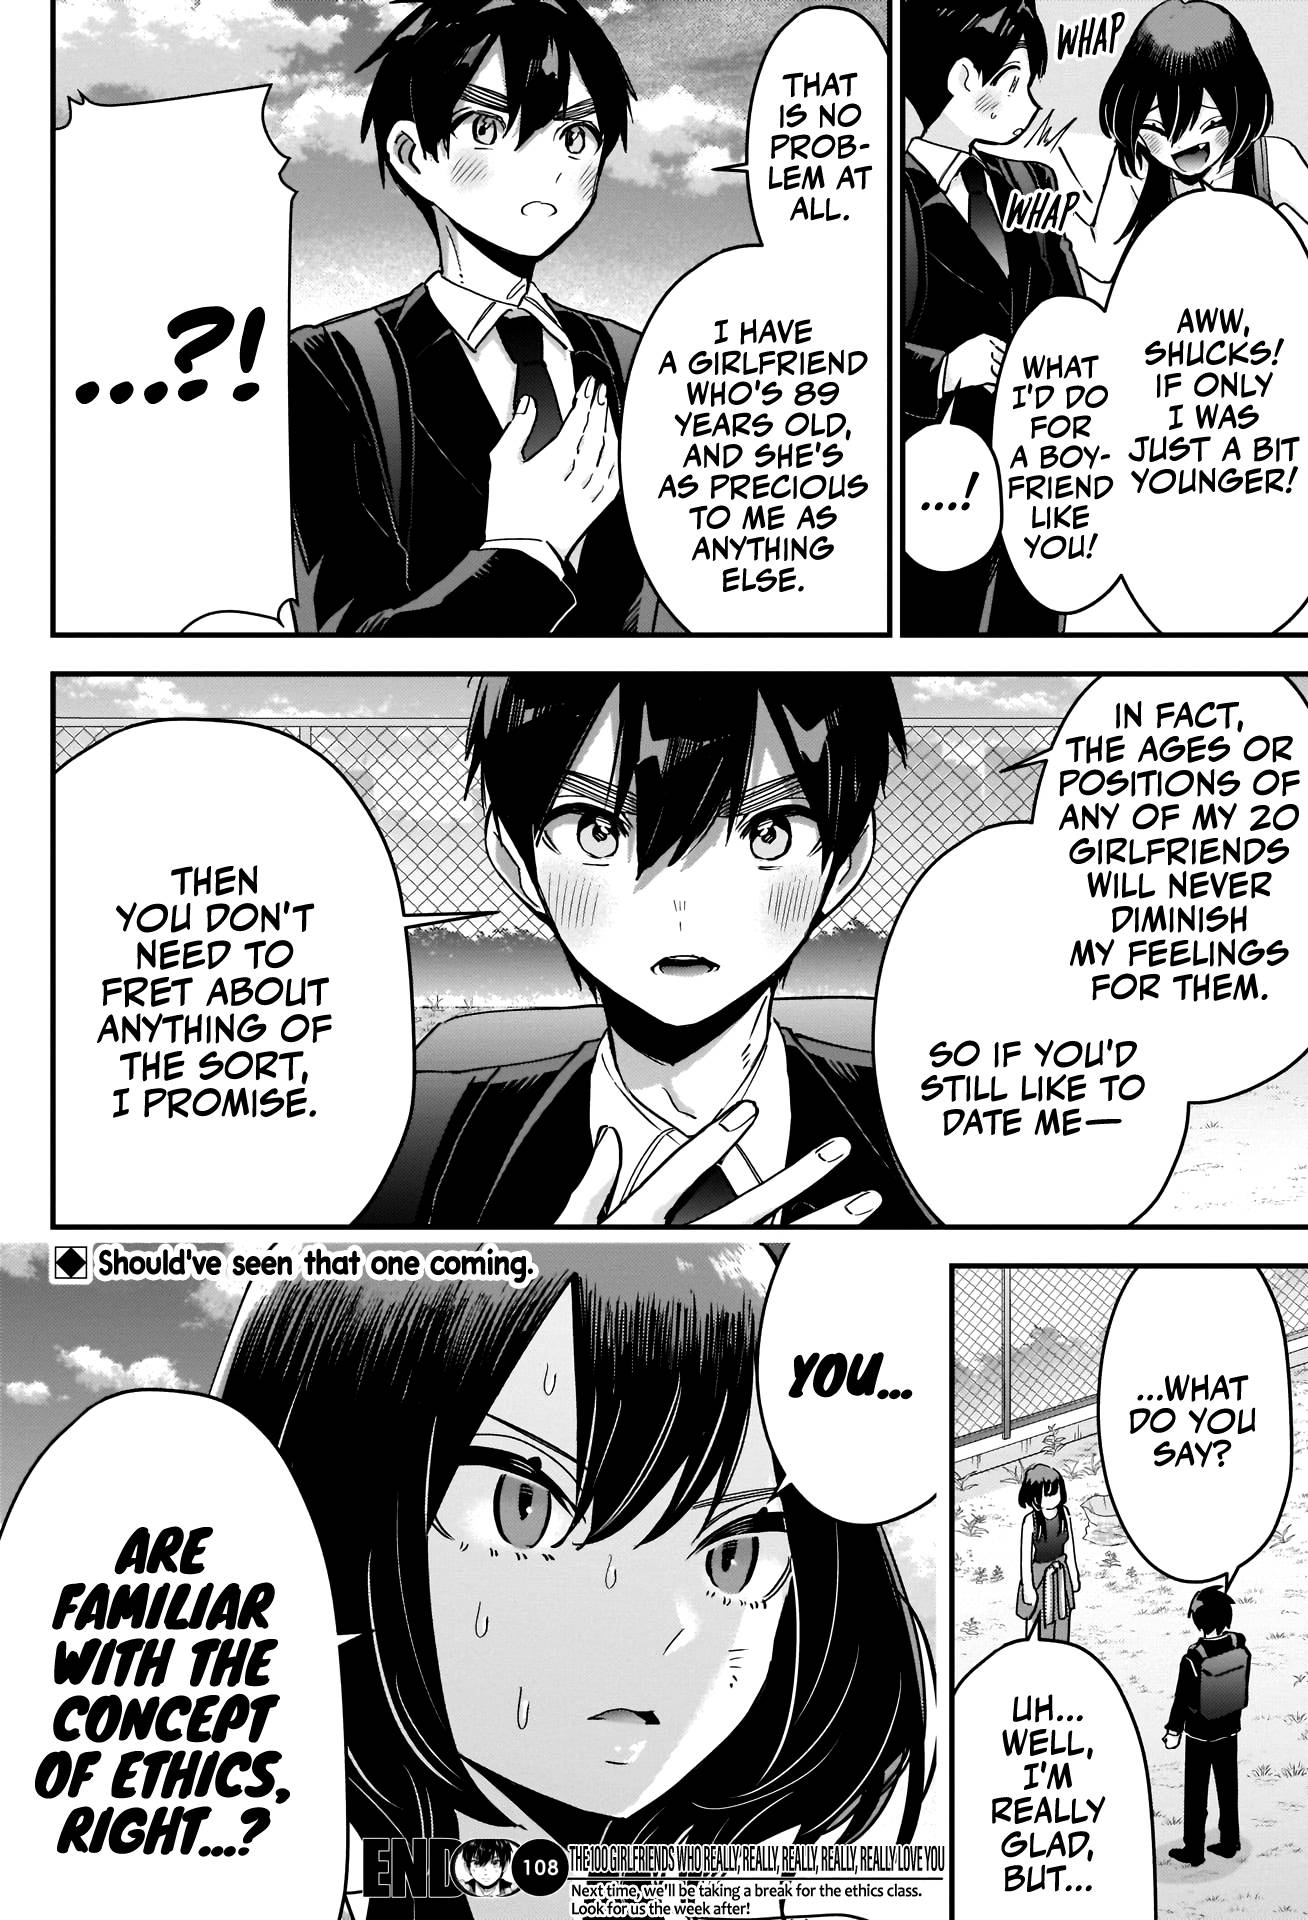 WHAP
WHAP
AWW,
SHUCKS!
IF ONLY
I WAS
JUST A BIT
YOUNGER!
WHAT
I'D DO
FOR
A BOY-
FRIEND
LIKE
YOU!
....!
THAT
IS NO
PROB-
LEM AT
ALL.
I HAVE
A GIRLFRIEND
WHO'S 89
YEARS OLD,
AND SHE'S
AS PRECIOUS
TO ME AS
ANYTHING
ELSE.
...?!
IN FACT,
THE AGES OR
POSITIONS OF
ANY OF MY 20
GIRLFRIENDS
WILL NEVER
DIMINISH
MY FEELINGS
FOR THEM.
SO IF YOU'D
STILL LIKE TO
DATE ME—
THEN
YOU DON'T
NEED TO
FRET ABOUT
ANYTHING OF
THE SORT,
I PROMISE.
...WHAT
DO YOU
SAY?
UH...
WELL,
I'M
REALLY
GLAD,
BUT...
Should've seen that one coming.
YOU...
ARE
FAMILIAR
WITH THE
CONCEPT
OF ETHICS,
RIGHT...?
END 108 THE 100 GIRLFRIENDS WHO REALLY, REALLY, REALLY, REALLY, REALLY LOVE YOU
Next time, we'll be taking a break for the ethics class.
Look for us the week after!